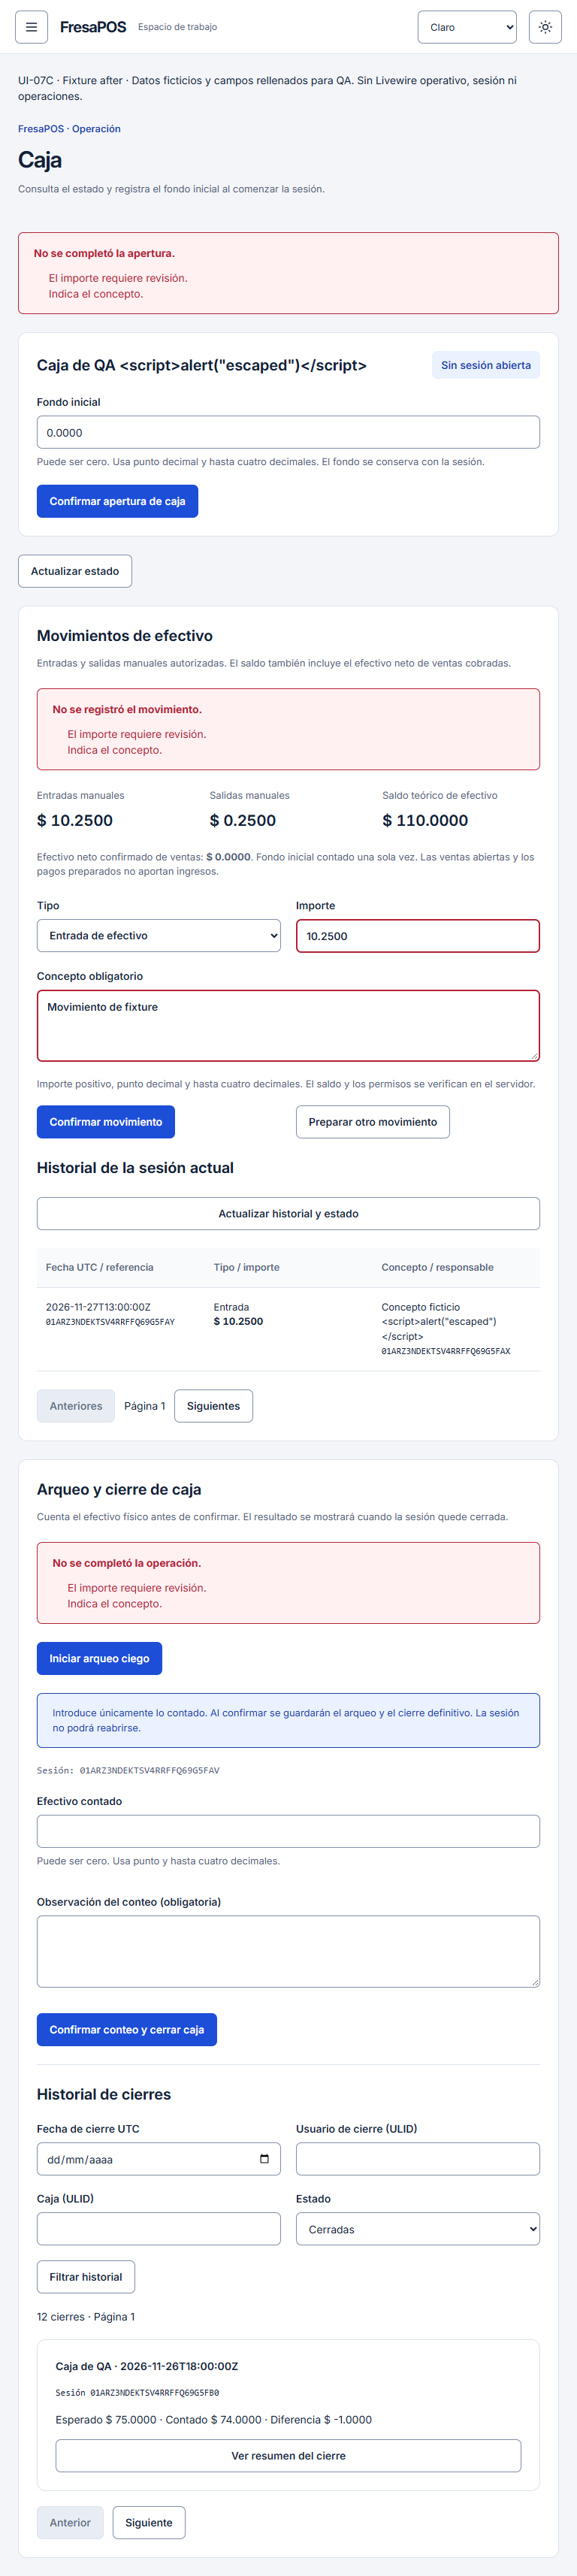 FresaPOS Espacio de trabajo Claro
UI-07C · Fixture after · Datos ficticios y campos rellenados para QA. Sin Livewire operativo, sesión ni
operaciones.
FresaPOS · Operación
Caja
Consulta el estado y registra el fondo inicial al comenzar la sesión.
No se completó la apertura.
El importe requiere revisión.
Indica el concepto.
Caja de QA <script>alert("escaped")</script> Sin sesión abierta
Fondo inicial
0.0000
Puede ser cero. Usa punto decimal y hasta cuatro decimales. El fondo se conserva con la sesión.
Confirmar apertura de caja
Actualizar estado
Movimientos de efectivo
Entradas y salidas manuales autorizadas. El saldo también incluye el efectivo neto de ventas cobradas.
No se registró el movimiento.
El importe requiere revisión.
Indica el concepto.
Entradas manuales Salidas manuales Saldo teórico de efectivo
$ 10.2500 $ 0.2500 $ 110.0000
Efectivo neto confirmado de ventas: $ 0.0000. Fondo inicial contado una sola vez. Las ventas abiertas y los
pagos preparados no aportan ingresos.
Tipo Importe
Entrada de efectivo 10.2500
Concepto obligatorio
Movimiento de fixture
Importe positivo, punto decimal y hasta cuatro decimales. El saldo y los permisos se verifican en el servidor.
Confirmar movimiento Preparar otro movimiento
Historial de la sesión actual
Actualizar historial y estado
Fecha UTC / referencia Tipo / importe Concepto / responsable
2026-11-27T13:00:00Z Entrada Concepto ficticio
01ARZ3NDEKTSV4RRFFQ69G5FAY $ 10.2500 <script>alert("escaped")
</script>
01ARZ3NDEKTSV4RRFFQ69G5FAX
Anteriores Página 1 Siguientes
Arqueo y cierre de caja
Cuenta el efectivo físico antes de confirmar. El resultado se mostrará cuando la sesión quede cerrada.
No se completó la operación.
El importe requiere revisión.
Indica el concepto.
Iniciar arqueo ciego
Introduce únicamente lo contado. Al confirmar se guardarán el arqueo y el cierre definitivo. La sesión
no podrá reabrirse.
Sesión: 01ARZ3NDEKTSV4RRFFQ69G5FAV
Efectivo contado
Puede ser cero. Usa punto y hasta cuatro decimales.
Observación del conteo (obligatoria)
Confirmar conteo y cerrar caja
Historial de cierres
Fecha de cierre UTC Usuario de cierre (ULID)
dd/mm/aaaa
Caja (ULID) Estado
Cerradas
Filtrar historial
12 cierres · Página 1
Caja de QA · 2026-11-26T18:00:00Z
Sesión 01ARZ3NDEKTSV4RRFFQ69G5FB0
Esperado $ 75.0000 · Contado $ 74.0000 · Diferencia $ -1.0000
Ver resumen del cierre
Anterior Siguiente